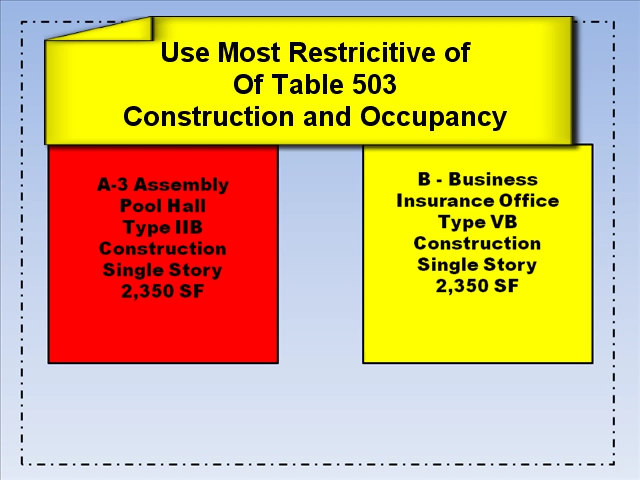 Use Most Restricitive of
Of Table 503
Construction and Occupancy
A-3 Assembly
Pool Hall
Type IIB
Construction
Single Story
2,350 SF
B - Business
Insurance Office
Type VB
Construction
Single Story
2,350 SF